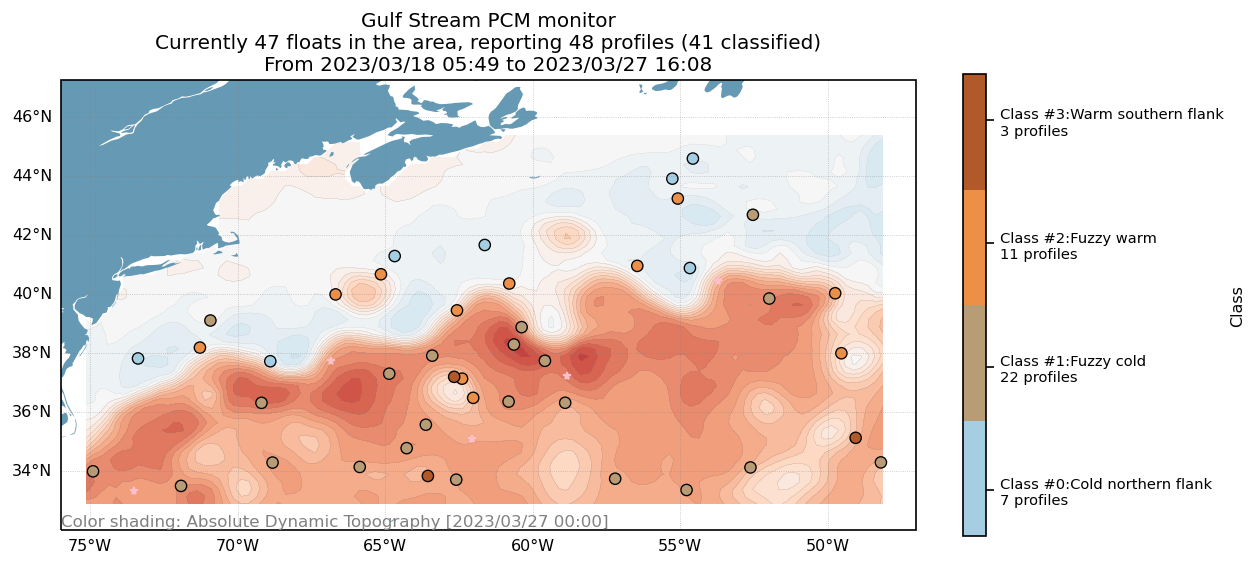 Gulf Stream PCM monitor
Currently 47 floats in the area, reporting 48 profiles (41 classified)
From 2023/03/18 05:49 to 2023/03/27 16:08
46°N
44°N
42°N
40°N
38°N
36°N
34°N
Color shading: Absolute Dynamic Topography [2023/03/27 00:00]
75°W
70°W
65°W
60°W
55°W
50°W
Class #3:Warm southern flank
3 profiles
Class #2:Fuzzy warm
11 profiles
Class #1:Fuzzy cold
22 profiles
Class #0:Cold northern flank
7 profiles
Class